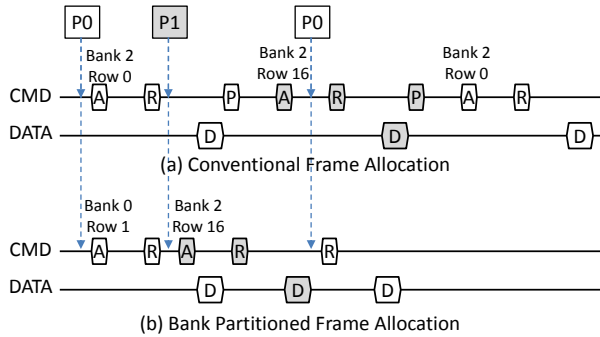 P0 P1 P0
Bank 2 Bank 2 Bank 2
Row 0 Row 16 Row 0
CMD A R P A R P A R
DATA D D D
(a) Conventional Frame Allocation
Bank 0 Bank 2
Row 1 Row 16
CMD A R A R R
DATA D D D
(b) Bank Partitioned Frame Allocation